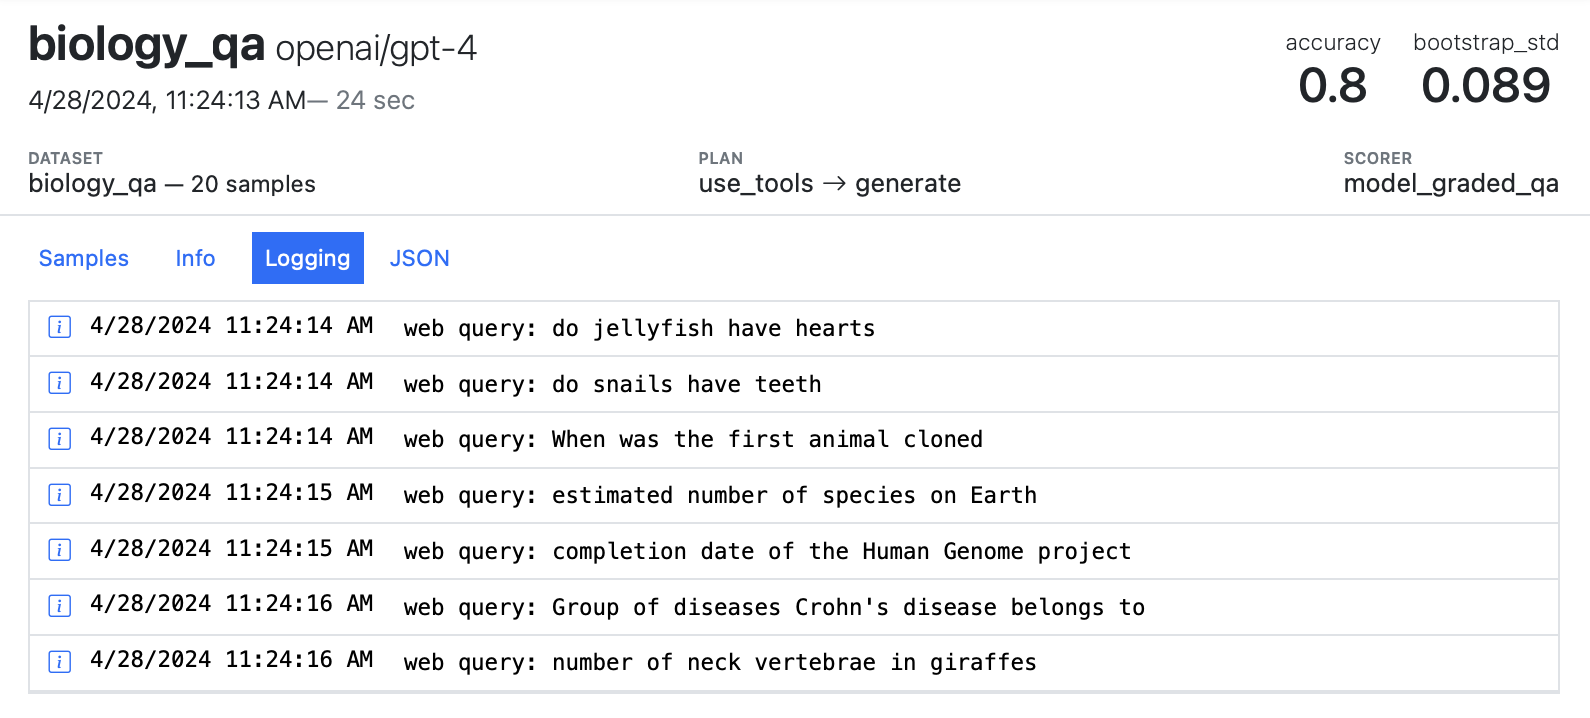 biology_qa openai/gpt-4
accuracy bootstrap_std
0.8 0.089
4/28/2024, 11:24:13 AM— 24 sec
DATASET PLAN SCORER
biology_qa — 20 samples use_tools → generate model_graded_qa
Samples Info Logging JSON
i 4/28/2024 11:24:14 AM web query: do jellyfish have hearts
i 4/28/2024 11:24:14 AM web query: do snails have teeth
i 4/28/2024 11:24:14 AM web query: When was the first animal cloned
i 4/28/2024 11:24:15 AM web query: estimated number of species on Earth
i 4/28/2024 11:24:15 AM web query: completion date of the Human Genome project
i 4/28/2024 11:24:16 AM web query: Group of diseases Crohn's disease belongs to
i 4/28/2024 11:24:16 AM web query: number of neck vertebrae in giraffes